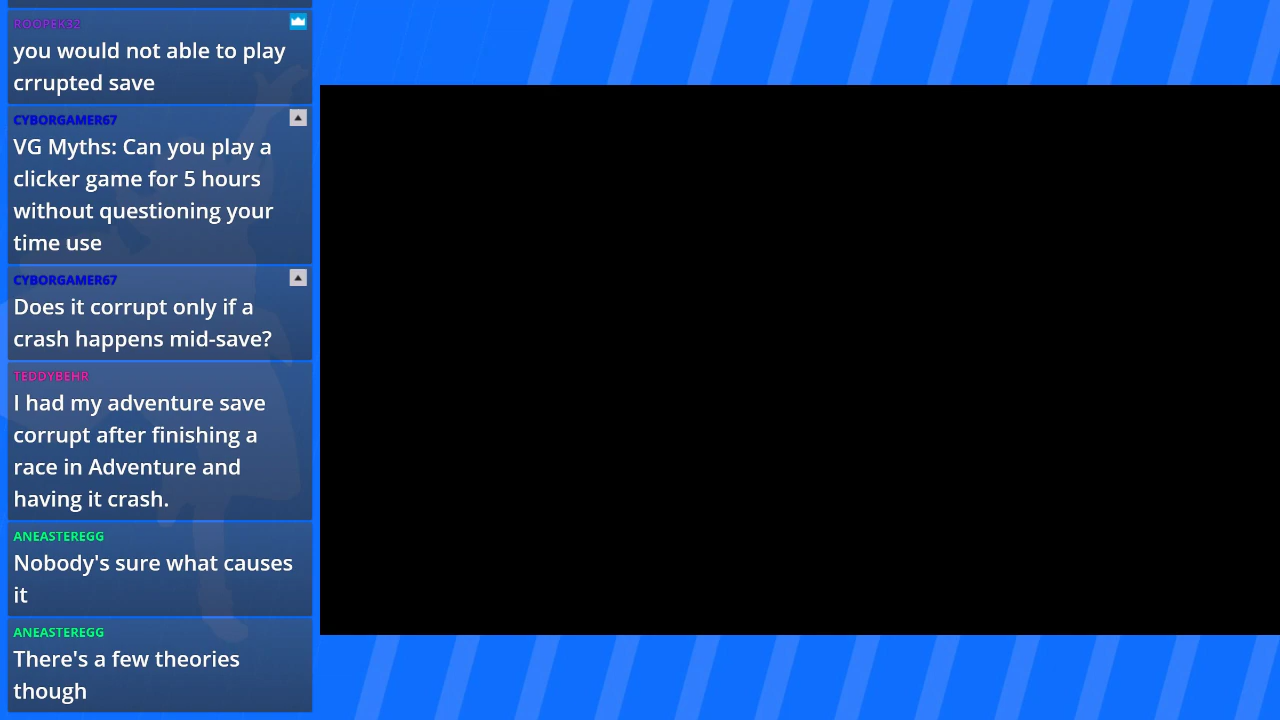 ROOPEK32
you would not able to play
crrupted save
CYBORGAMER67
VG Myths: Can you play a
clicker game for 5 hours
without questioning your
time use
CYBORGAMER67
Does it corrupt only if a
crash happens mid-save?
TEDDYBEHR
I had my adventure save
corrupt after finishing a
race in Adventure and
having it crash.
ANEASTEREGG
Nobody's sure what causes
it
ANEASTEREGG
There's a few theories
though